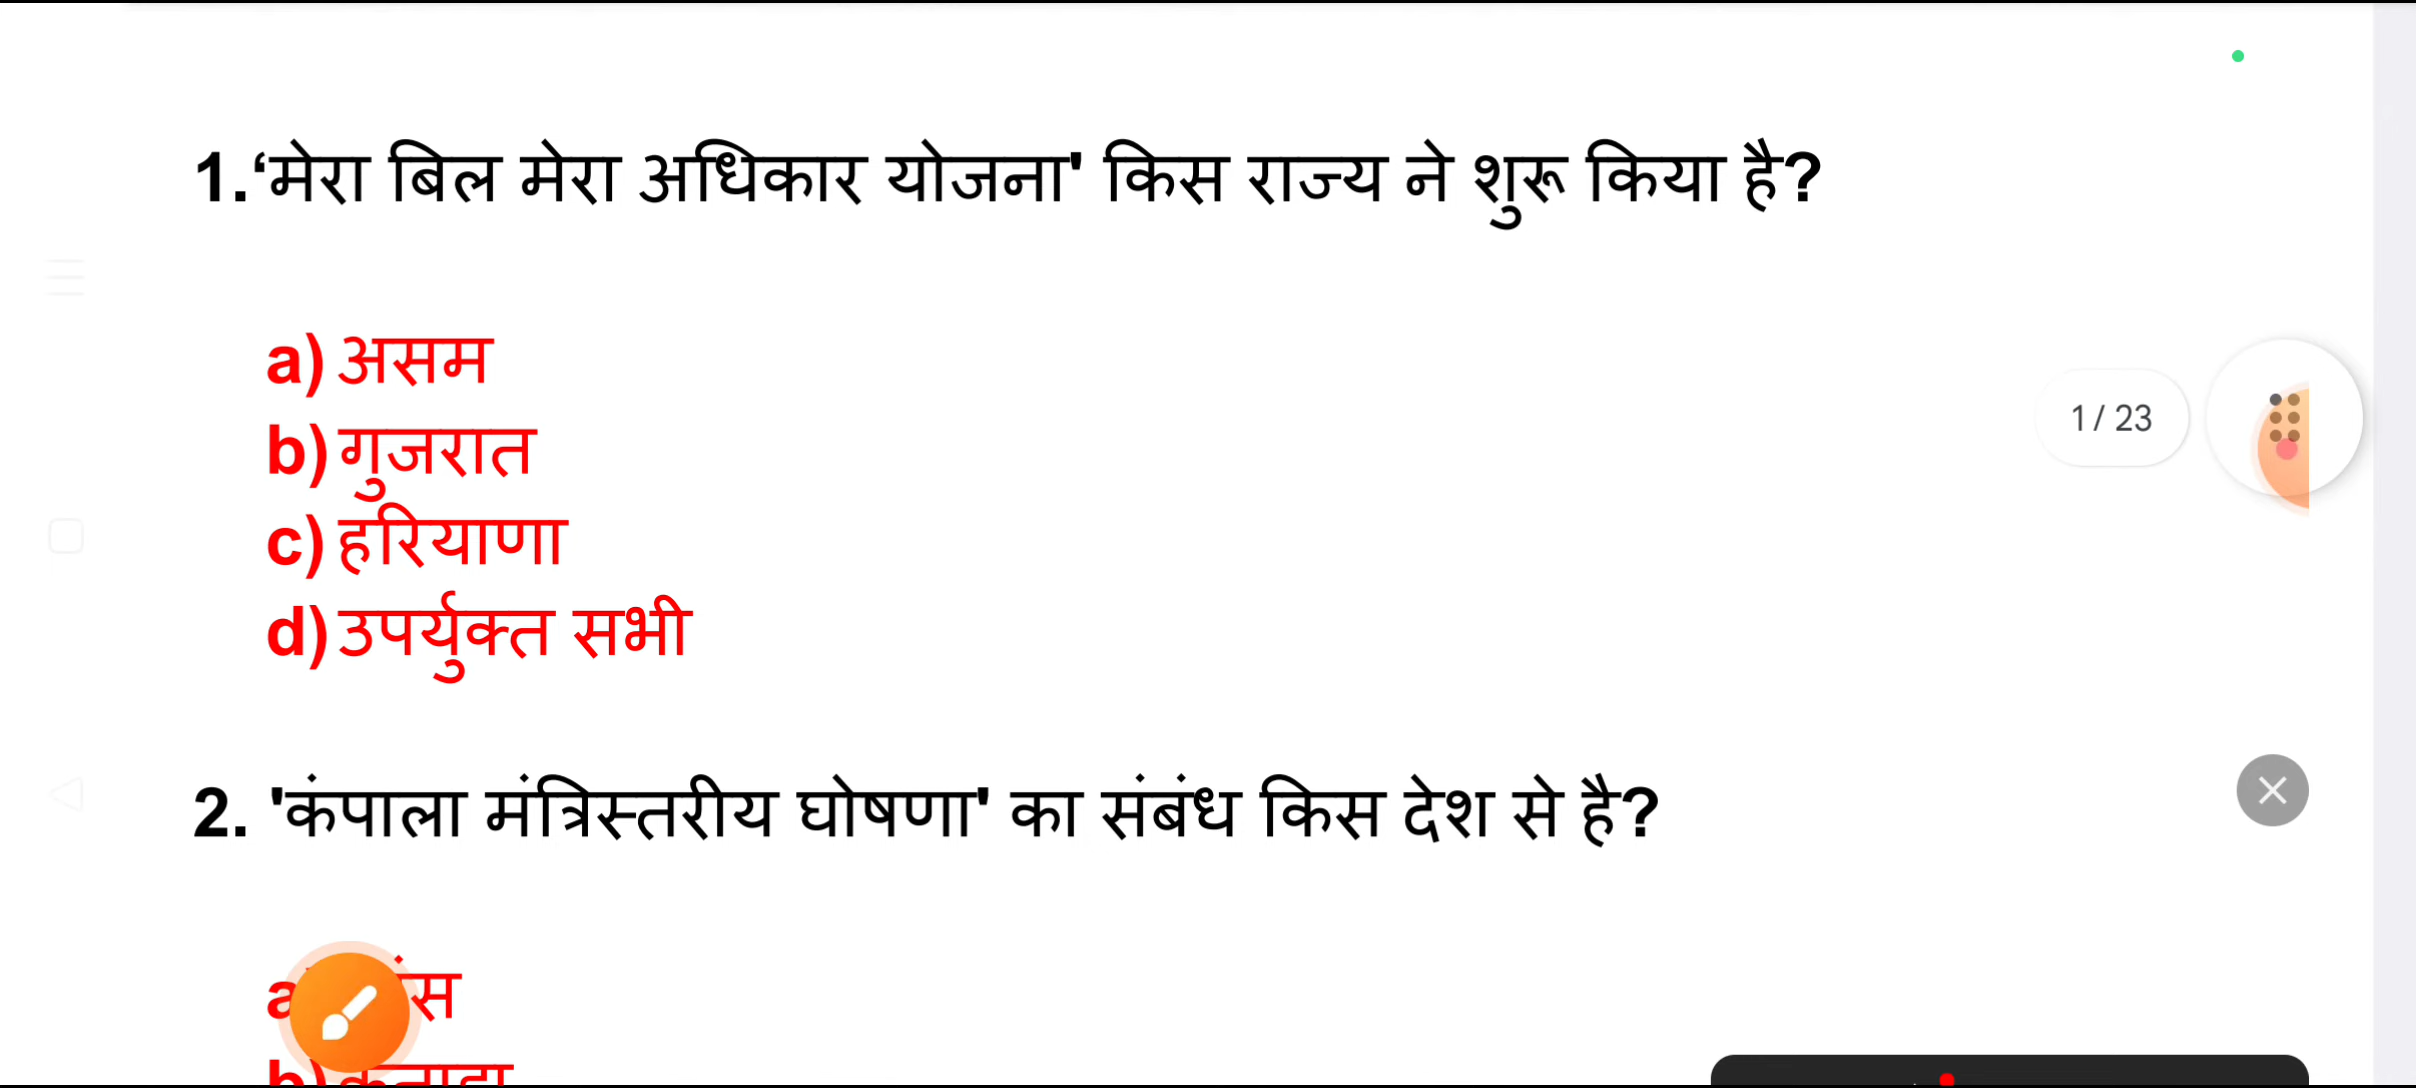 1.‘मेरा बिल मेरा अधिकार योजना' किस राज्य ने शुरू किया है?
a) असम
b) गुजरात
c) हरियाणा
d) उपर्युक्त सभी
1 / 23
2. 'कंपाला मंत्रिस्तरीय घोषणा' का संबंध किस देश से है?